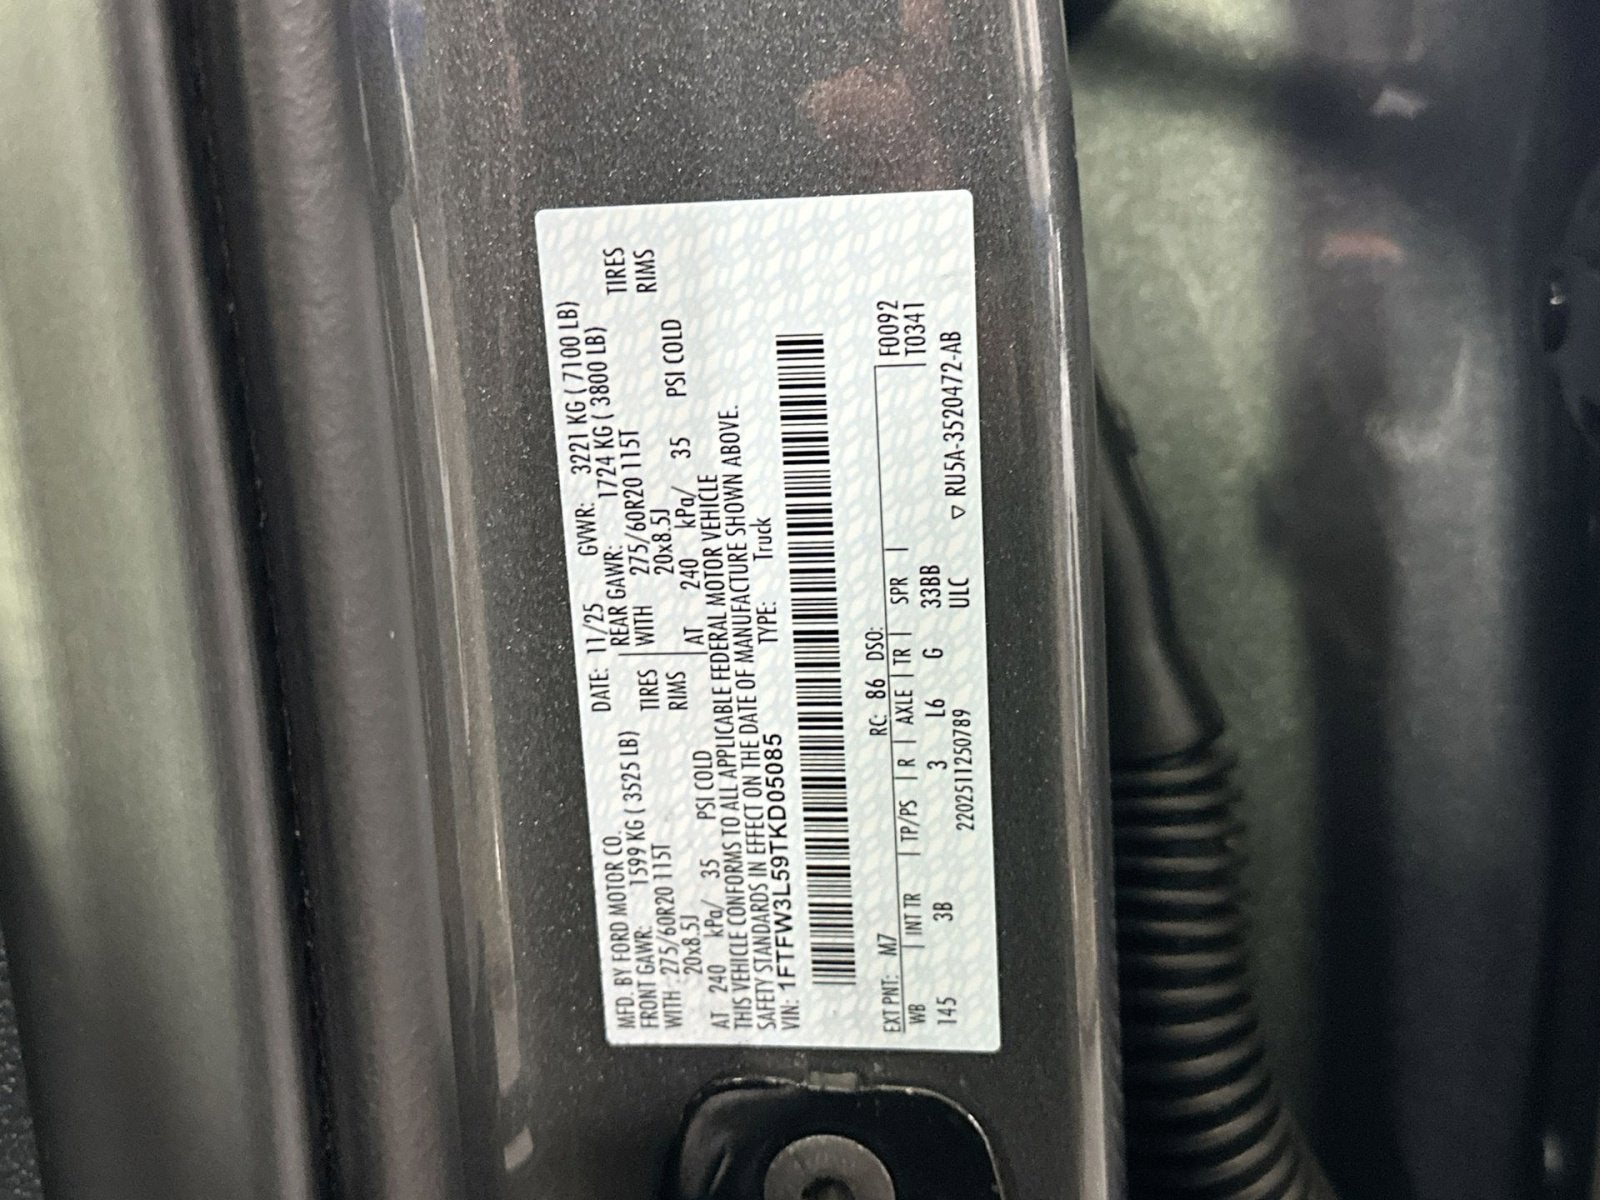 MFD. BY FORD MOTOR CO. DATE: 11/25 GVWR: 3221 KG ( 7100 LB)
FRONT GAWR: 1599 KG ( 3525 LB) REAR GAWR: 1724 KG ( 3800 LB)
WITH 275/60R20 115T TIRES WITH 275/60R20 115T TIRES
20x8.5J RIMS 20x8.5J RIMS
AT 240 kPa/ 35 PSI COLD AT 240 kPa/ 35 PSI COLD
THIS VEHICLE CONFORMS TO ALL APPLICABLE FEDERAL MOTOR VEHICLE
SAFETY STANDARDS IN EFFECT ON THE DATE OF MANUFACTURE SHOWN ABOVE.
VIN: 1FTFW3L59TKD05085 TYPE: Truck
EXT PNT: M7 RC: 86 DSO: F0092
WB INT TR TP/PS R AXLE TR SPR T0341
145 3B 3 L6 G 33BB
2202511250789 ULC ▽ RU5A-3520472-AB